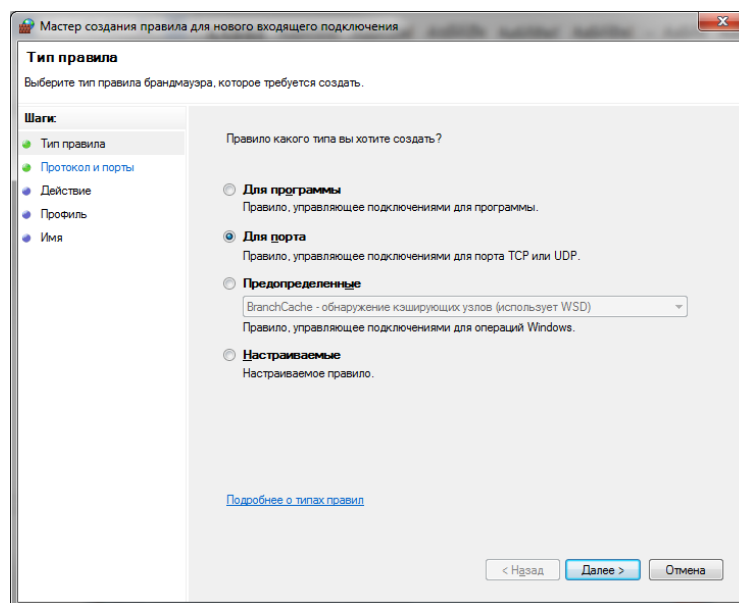 Мастер создания правила для нового входящего подключения
Тип правила
Выберите тип правила брандмауэра, которое требуется создать.
Шаги:
Тип правила
Протокол и порты
Действие
Профиль
Имя
Правило какого типа вы хотите создать?
Для программы
Правило, управляющее подключениями для программы.
Для порта
Правило, управляющее подключениями для порта TCP или UDP.
Предопределенные
BranchCache - обнаружение кэширующих узлов (использует WSD)
Правило, управляющее подключениями для операций Windows.
Настраиваемые
Настраиваемое правило.
Подробнее о типах правил
< Назад
Далее >
Отмена